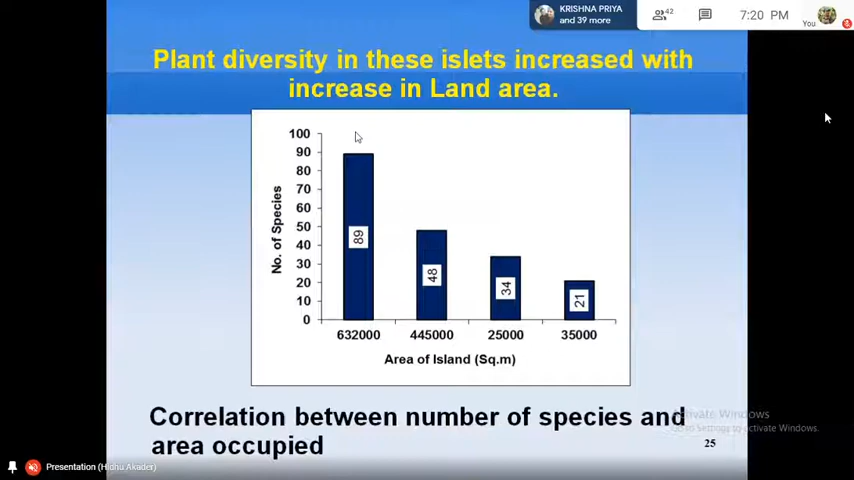 KRISHNA PRIYA
and 39 more
42
7:20 PM
You
Plant diversity in these islets increased with
increase in Land area.
100
90
80
70
60
50
40
30
20
10
0
No. of Species
89
48
34
21
632000
445000
25000
35000
Area of Island (Sq.m)
Correlation between number of species and
area occupied
Activate Windows
Go to Settings to activate Windows.
25
Presentation (Hidhu Akader)